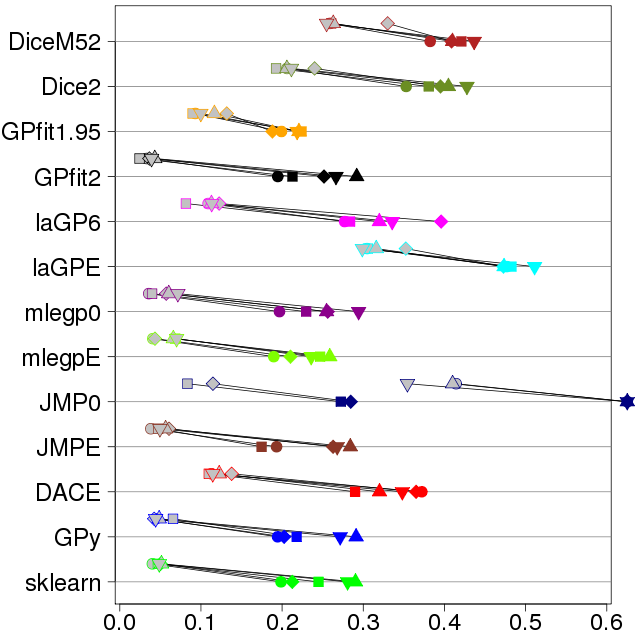 DiceM52
Dice2
GPfit1.95
GPfit2
laGP6
laGPE
mlegp0
mlegpE
JMP0
JMPE
DACE
GPy
sklearn
0.0 0.1 0.2 0.3 0.4 0.5 0.6